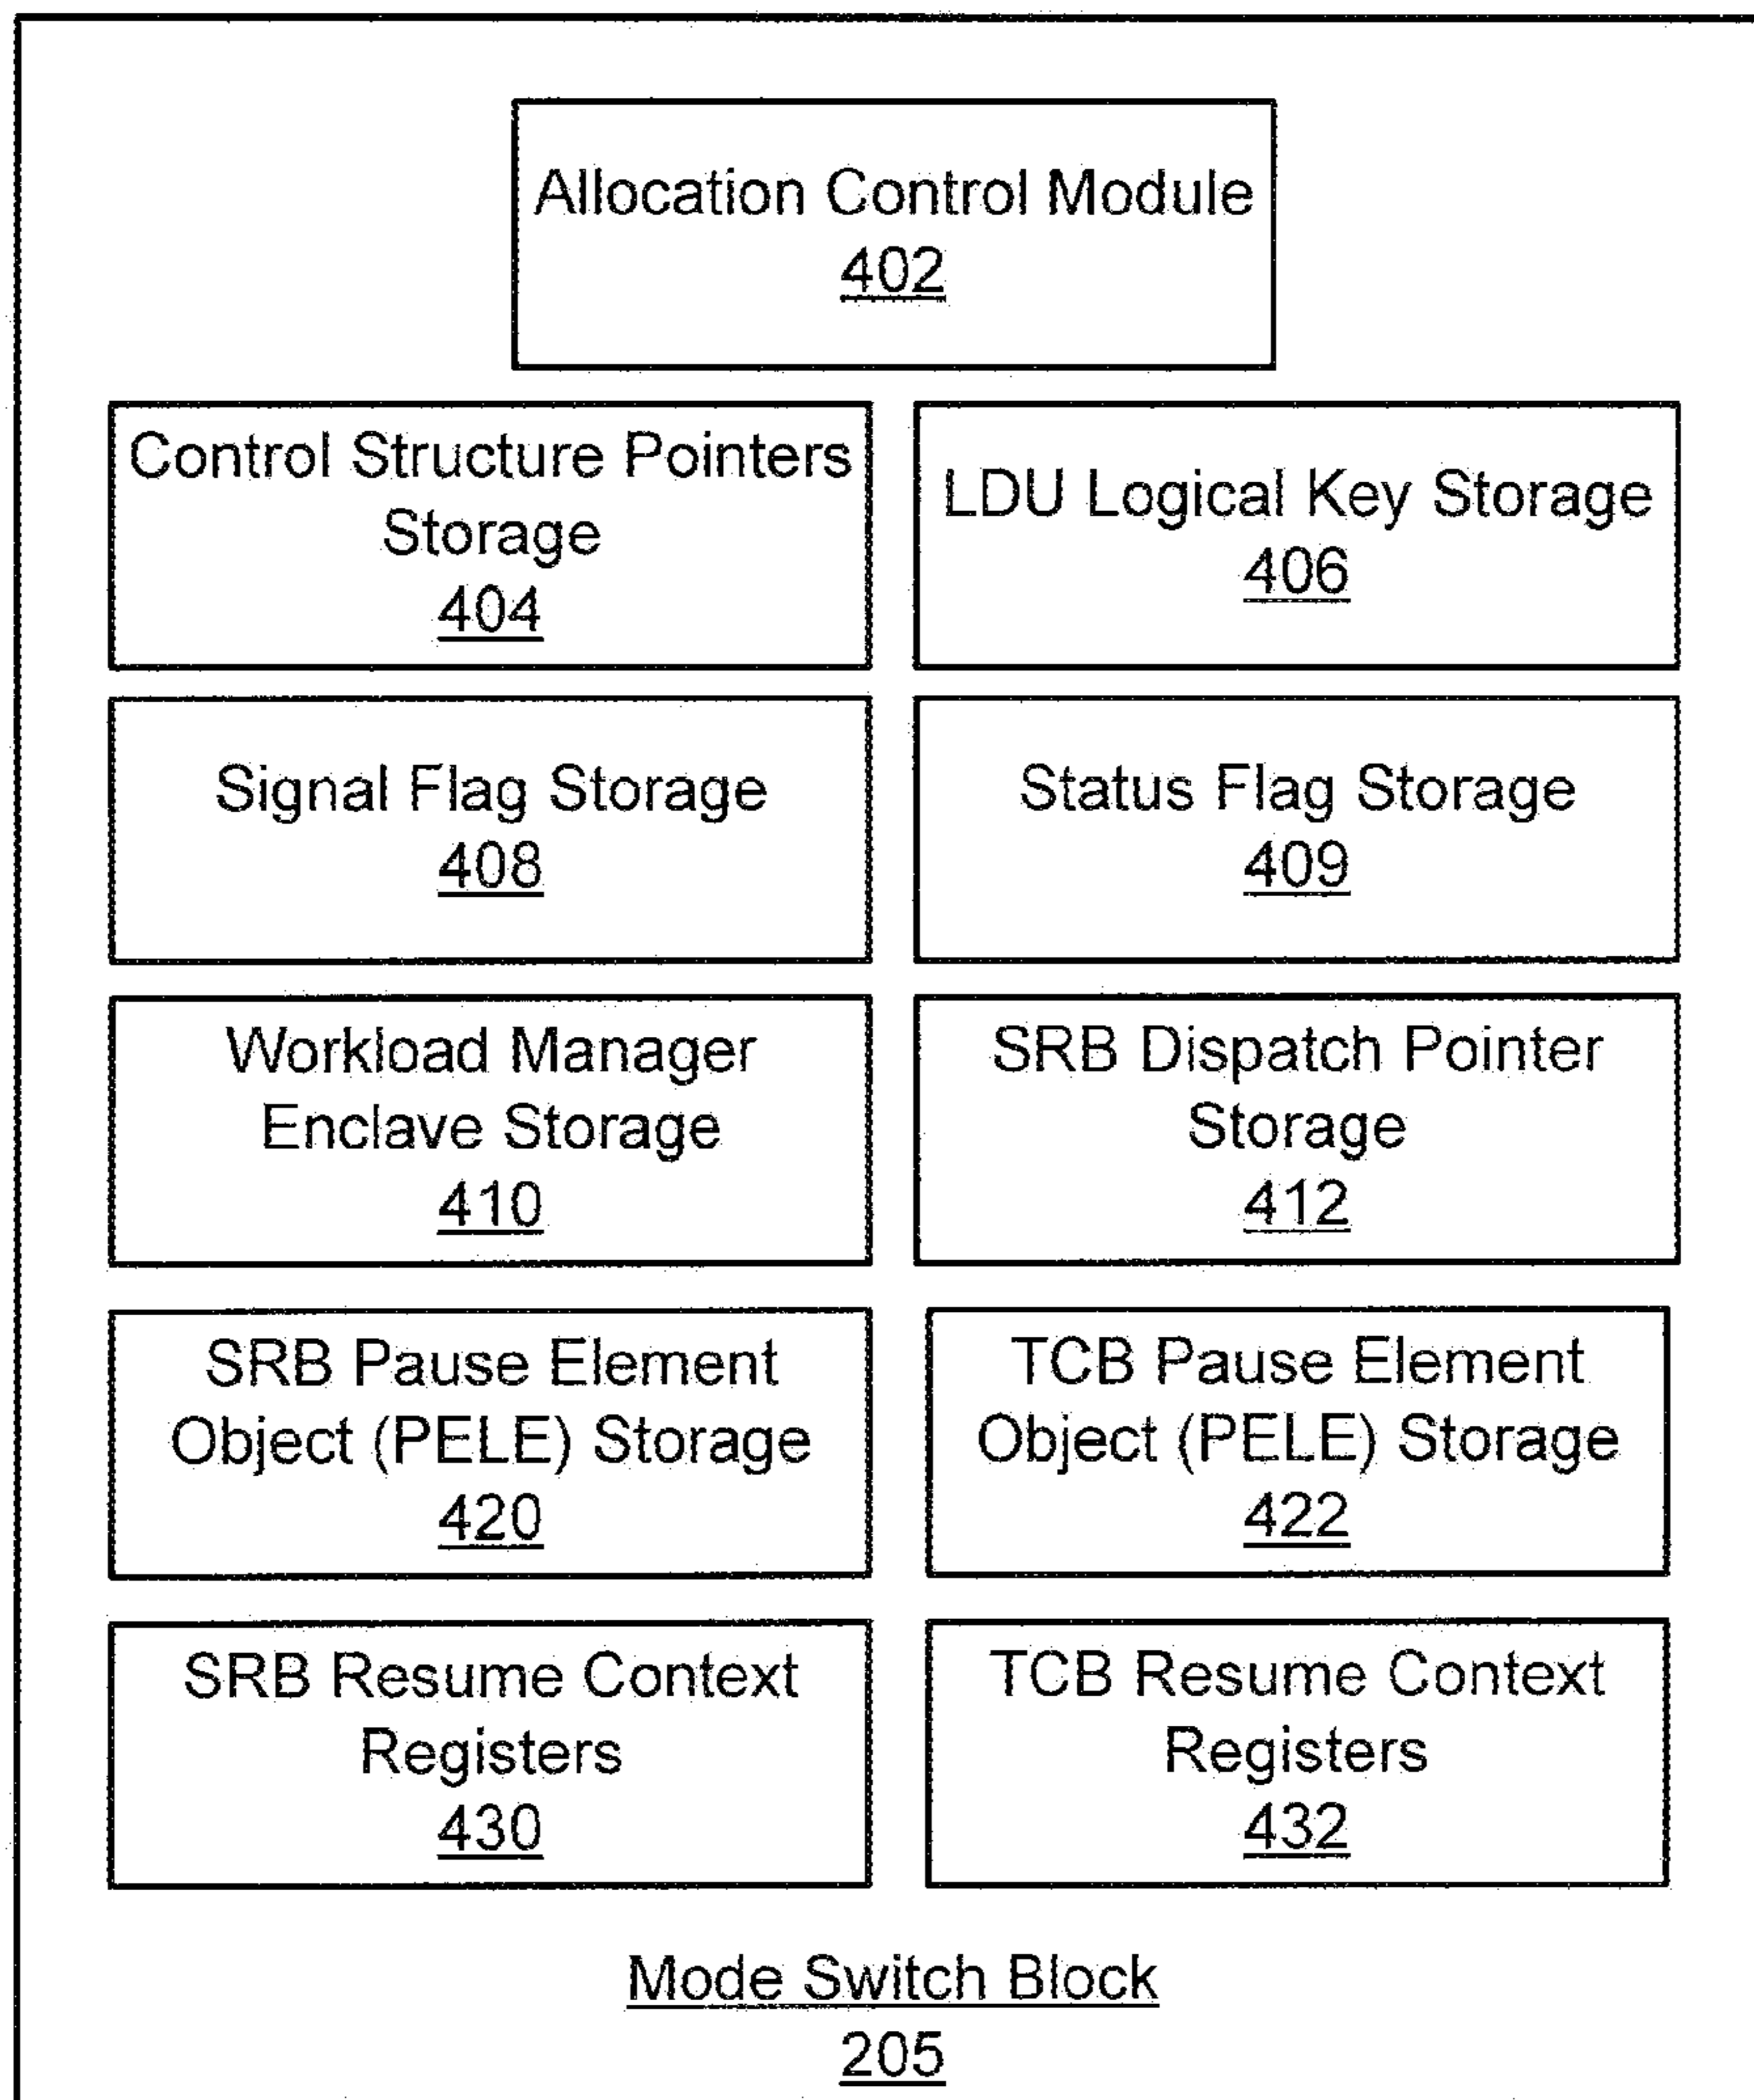 Allocation Control Module
402
Control Structure Pointers
Storage
404
LDU Logical Key Storage
406
Signal Flag Storage
408
Status Flag Storage
409
Workload Manager
Enclave Storage
410
SRB Dispatch Pointer
Storage
412
SRB Pause Element
Object (PELE) Storage
420
TCB Pause Element
Object (PELE) Storage
422
SRB Resume Context
Registers
430
TCB Resume Context
Registers
432
Mode Switch Block
205